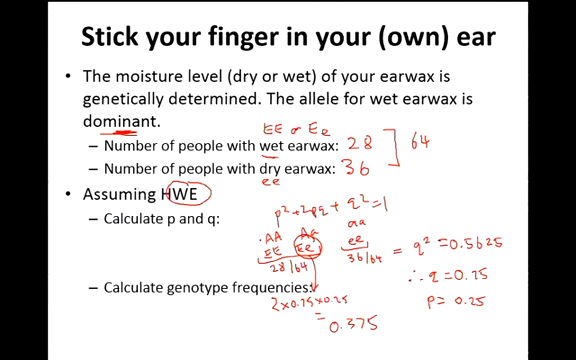 Stick your finger in your (own) ear
• The moisture level (dry or wet) of your earwax is
genetically determined. The allele for wet earwax is
dominant.
EE or Ee
– Number of people with wet earwax: 28
64
– Number of people with dry earwax: 36
ee
• Assuming HWE
p² + 2pq + q² = 1
– Calculate p and q:
AA Aa aa
EE Ee ee
28/64 36/64 = q² = 0.5625
∴ q = 0.75
p = 0.25
– Calculate genotype frequencies:
2 x 0.75 x 0.25
= 0.375